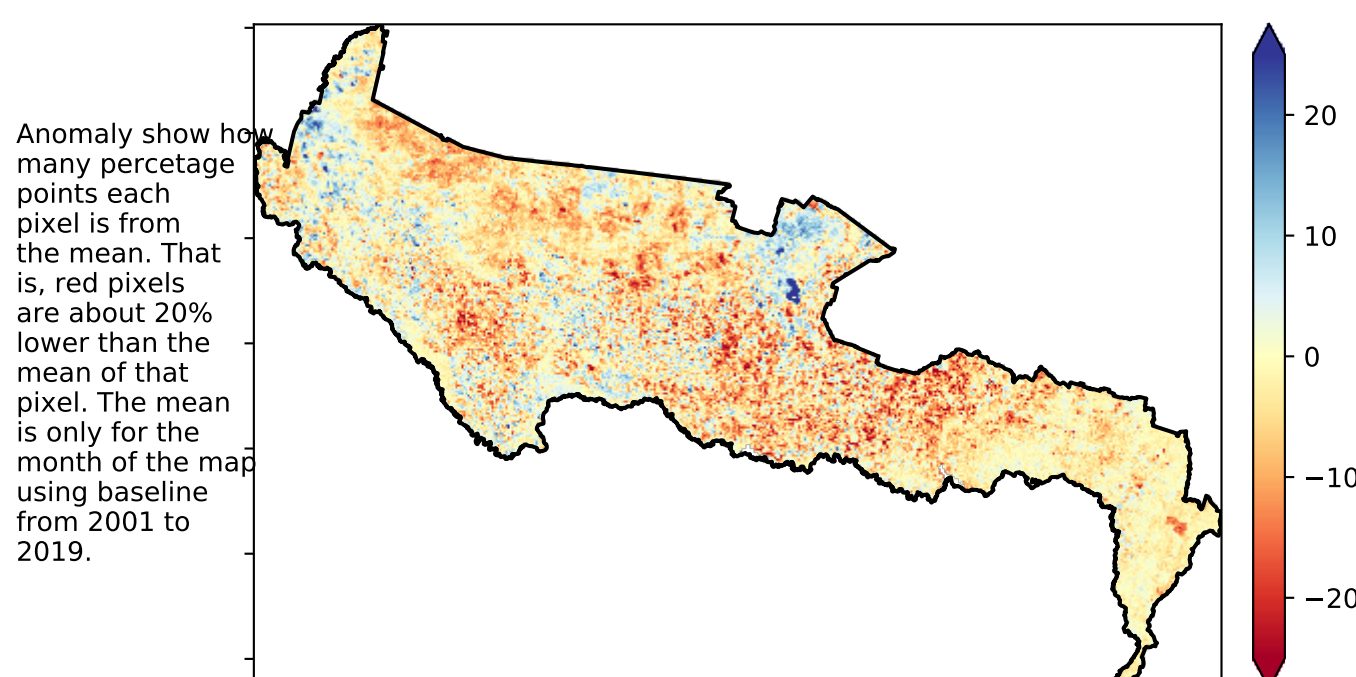 Anomaly show how
many percetage
points each
pixel is from
the mean. That
is, red pixels
are about 20%
lower than the
mean of that
pixel. The mean
is only for the
month of the map
using baseline
from 2001 to
2019.
20
10
0
−10
−20